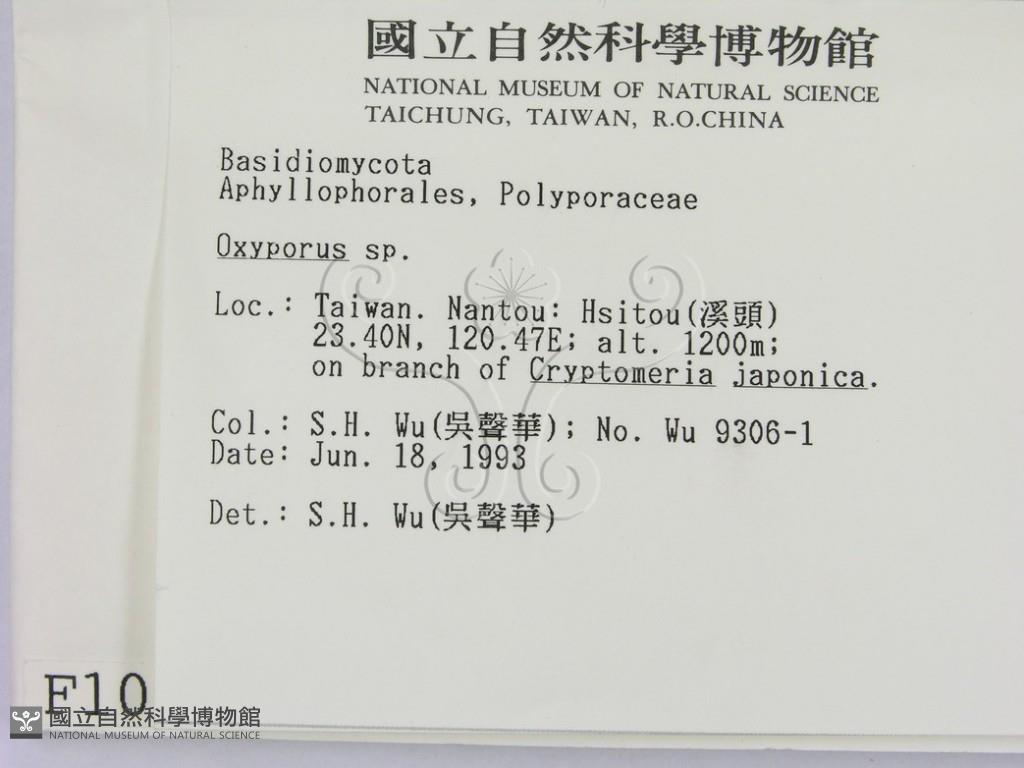 國立自然科學博物館
NATIONAL MUSEUM OF NATURAL SCIENCE
TAICHUNG, TAIWAN, R.O.CHINA
Basidiomycota
Aphyllophorales, Polyporaceae
Oxyporus sp.
Loc.: Taiwan. Nantou: Hsitou(溪頭)
23.40N, 120.47E; alt. 1200m;
on branch of Cryptomeria japonica.
Col.: S.H. Wu(吳聲華); No. Wu 9306-1
Date: Jun. 18, 1993
Det.: S.H. Wu(吳聲華)
F10
國立自然科學博物館
NATIONAL MUSEUM OF NATURAL SCIENCE